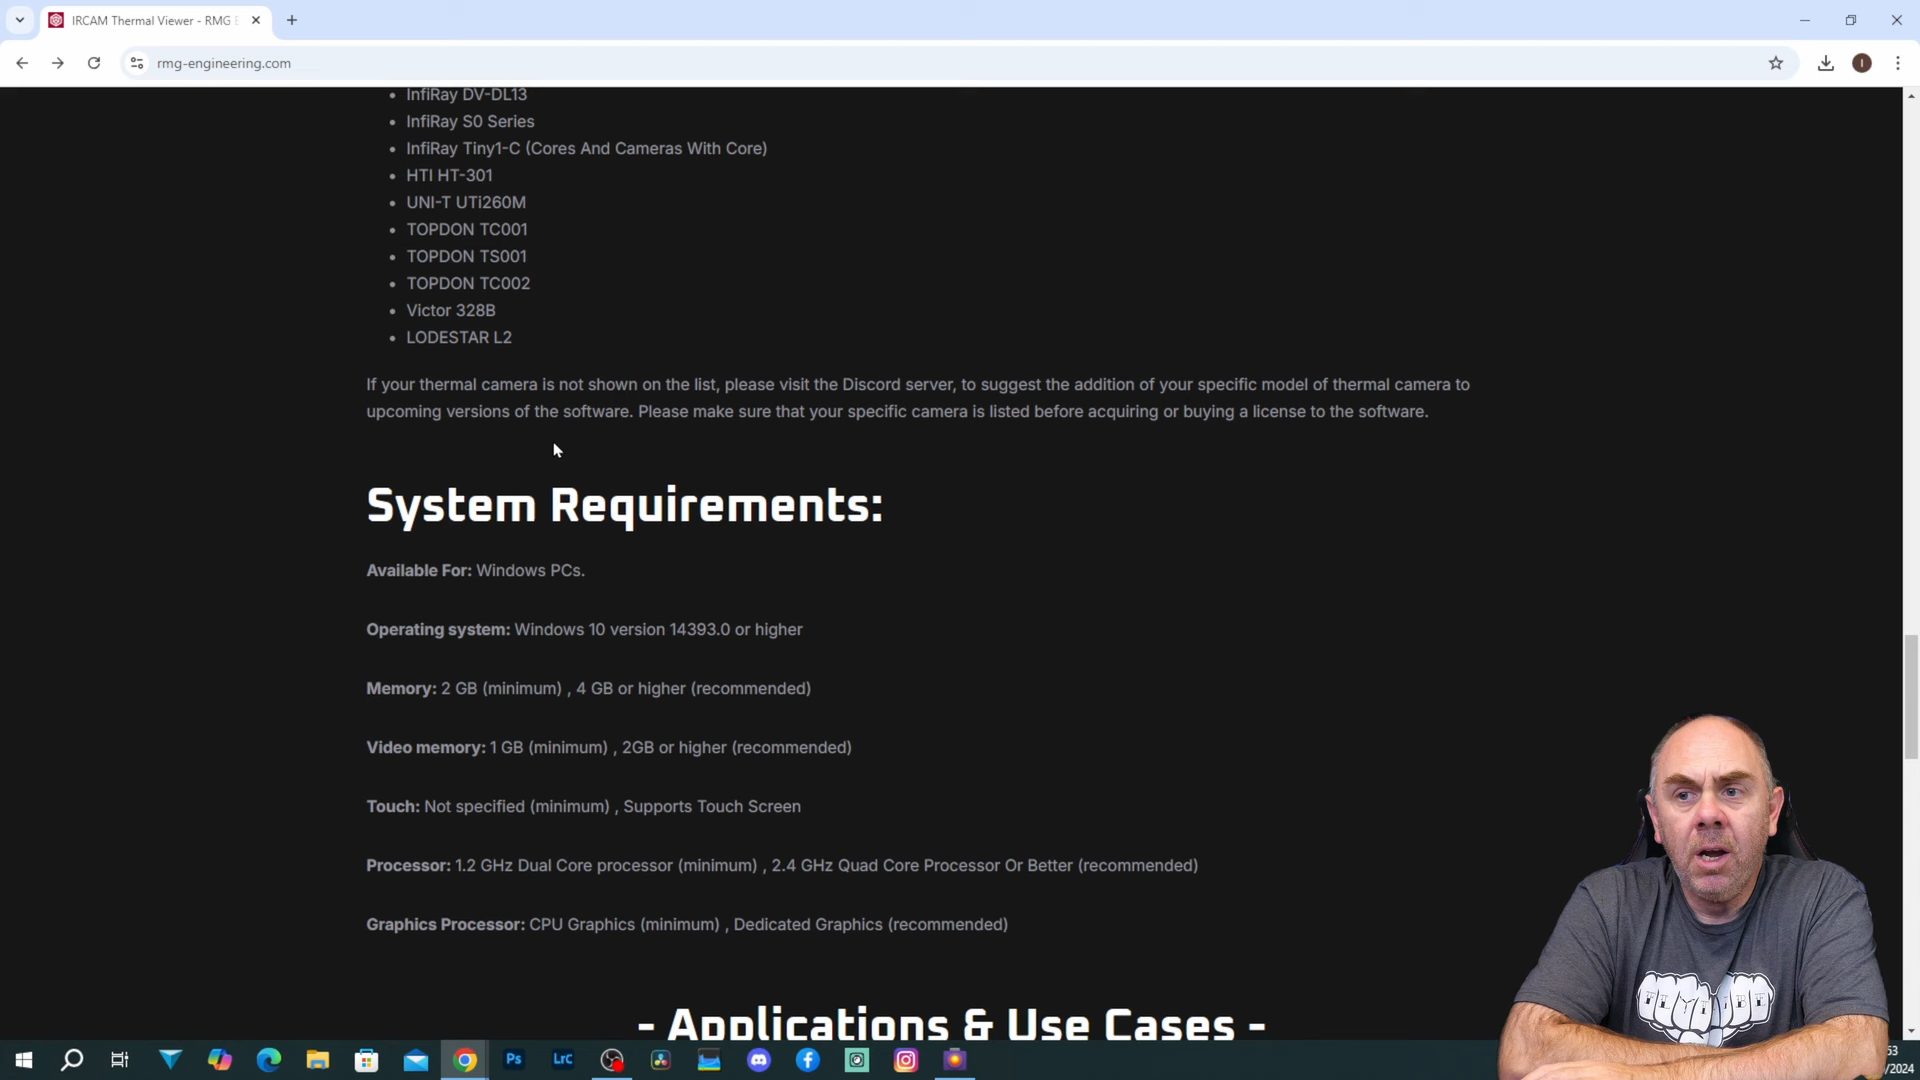 IRCAM Thermal Viewer - RMG E
rmg-engineering.com
InfiRay DV-DL13
InfiRay S0 Series
InfiRay Tiny1-C (Cores And Cameras With Core)
HTI HT-301
UNI-T UTi260M
TOPDON TC001
TOPDON TS001
TOPDON TC002
Victor 328B
LODESTAR L2
If your thermal camera is not shown on the list, please visit the Discord server, to suggest the addition of your specific model of thermal camera to
upcoming versions of the software. Please make sure that your specific camera is listed before acquiring or buying a license to the software.
System Requirements:
Available For: Windows PCs.
Operating system: Windows 10 version 14393.0 or higher
Memory: 2 GB (minimum) , 4 GB or higher (recommended)
Video memory: 1 GB (minimum) , 2GB or higher (recommended)
Touch: Not specified (minimum) , Supports Touch Screen
Processor: 1.2 GHz Dual Core processor (minimum) , 2.4 GHz Quad Core Processor Or Better (recommended)
Graphics Processor: CPU Graphics (minimum) , Dedicated Graphics (recommended)
- Applications & Use Cases -
Ps
LrC
53
/2024